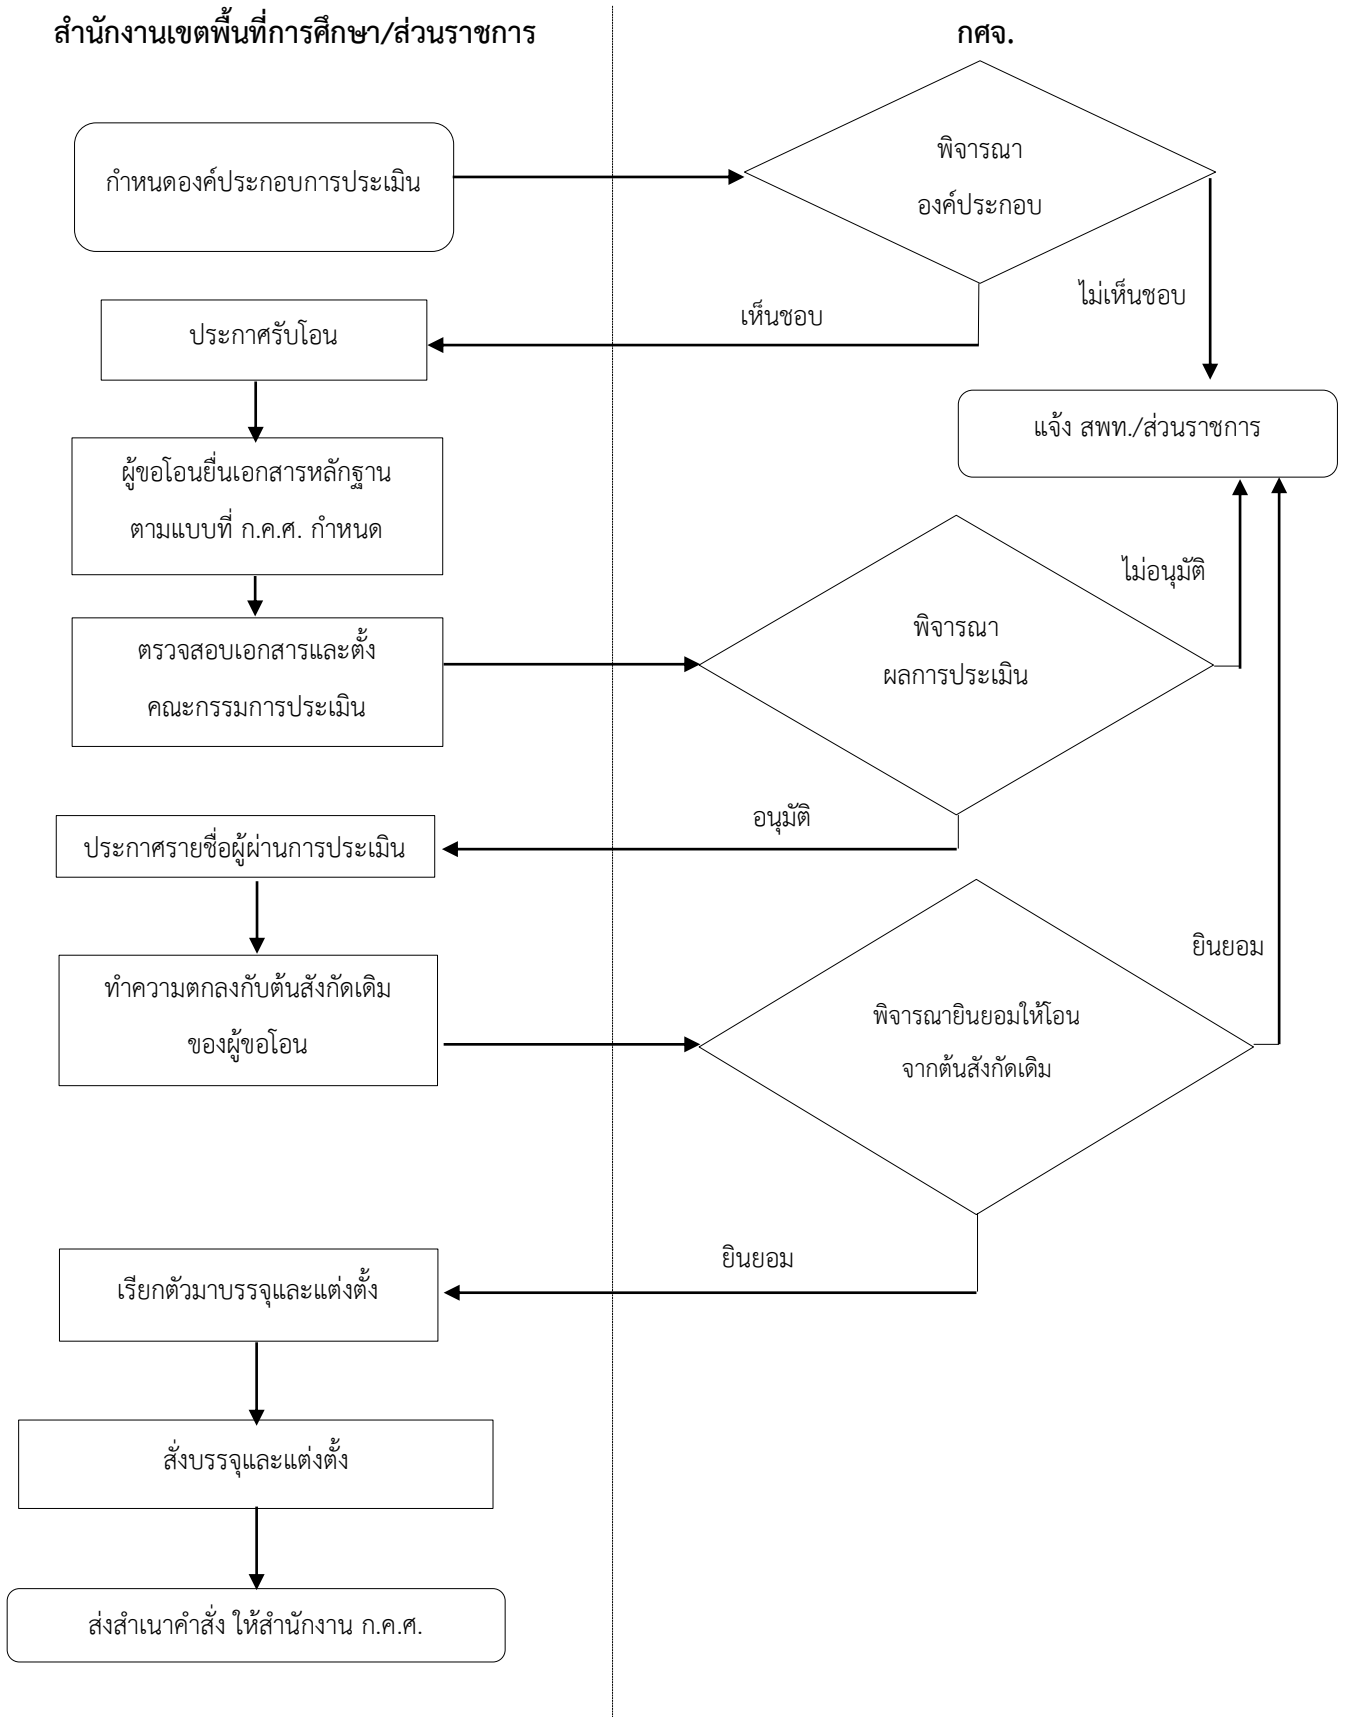 สำนักงานเขตพื้นที่การศึกษา/ส่วนราชการ
กศจ.
กำหนดองค์ประกอบการประเมิน
พิจารณา
องค์ประกอบ
ไม่เห็นชอบ
เห็นชอบ
ประกาศรับโอน
แจ้ง สพท./ส่วนราชการ
ผู้ขอโอนยื่นเอกสารหลักฐาน
ตามแบบที่ ก.ค.ศ. กำหนด
ไม่อนุมัติ
ตรวจสอบเอกสารและตั้ง
คณะกรรมการประเมิน
พิจารณา
ผลการประเมิน
อนุมัติ
ประกาศรายชื่อผู้ผ่านการประเมิน
ยินยอม
ทำความตกลงกับต้นสังกัดเดิม
ของผู้ขอโอน
พิจารณายินยอมให้โอน
จากต้นสังกัดเดิม
ยินยอม
เรียกตัวมาบรรจุและแต่งตั้ง
สั่งบรรจุและแต่งตั้ง
ส่งสำเนาคำสั่ง ให้สำนักงาน ก.ค.ศ.